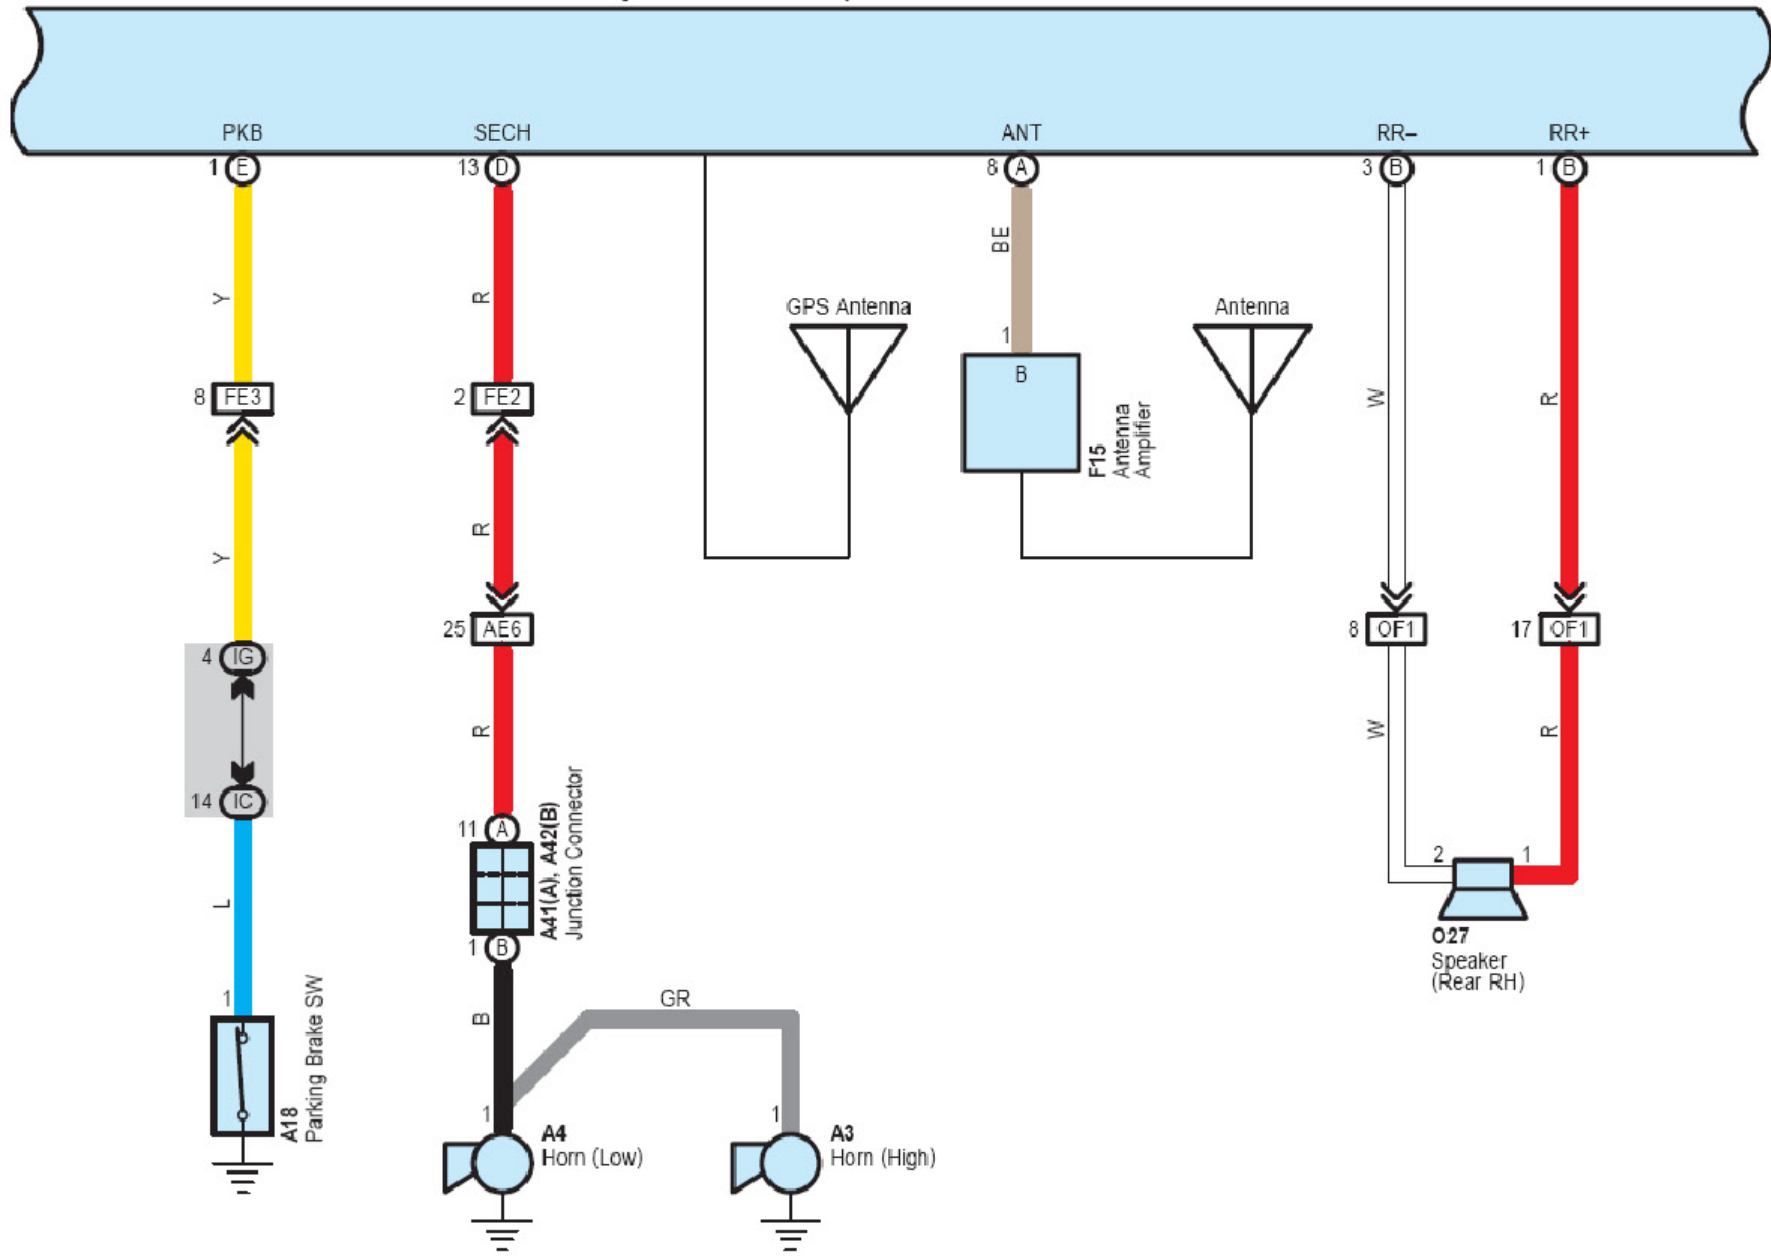 PKB SECH ANT RR– RR+
1 E 13 D 8 A 3 B 1 B
Y R BE W R
GPS Antenna Antenna
1
B
8 FE3 2 FE2
F15
Antenna
Amplifier
Y R
25 AE6 8 OF1 17 OF1
4 IG
R W R
14 IC
11 A
A41(A), A42(B)
Junction Connector
2 1
L
1 B
O27
Speaker
(Rear RH)
1
A18
Parking Brake SW
B GR
1 1
A4
Horn (Low)
A3
Horn (High)